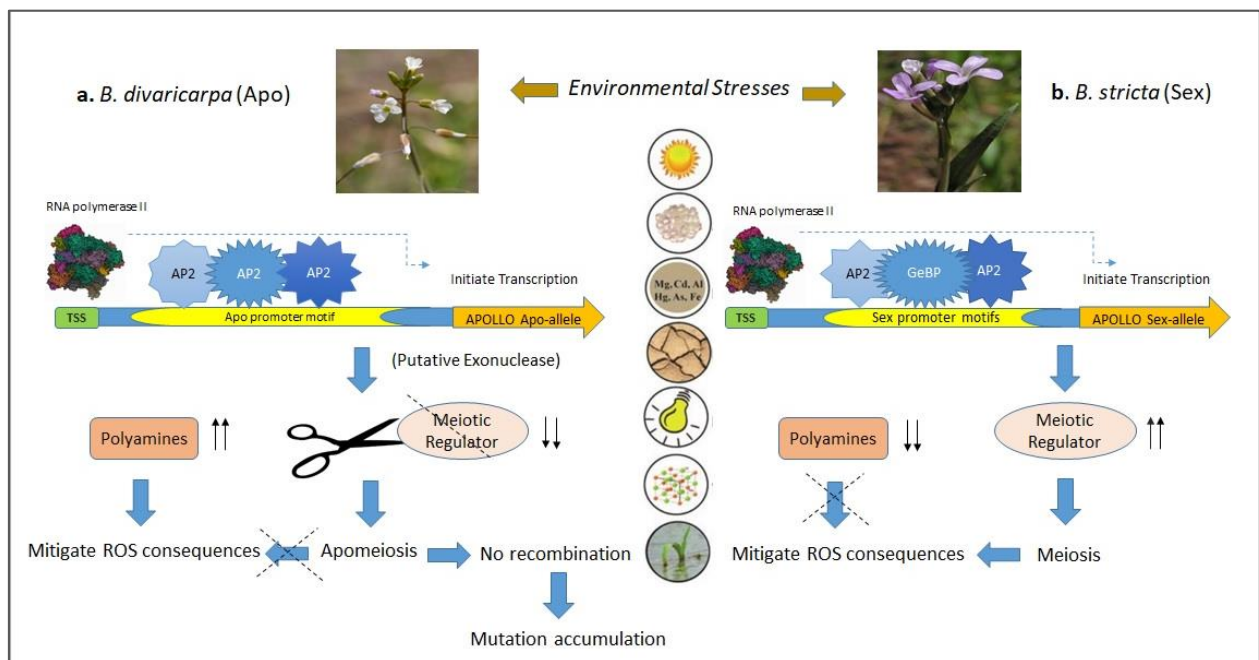 a. B. divaricarpa (Apo)
Environmental Stresses
b. B. stricta (Sex)
RNA polymerase II
AP2
AP2
AP2
Initiate Transcription
TSS
Apo promoter motif
APOLLO Apo-allele
(Putative Exonuclease)
Polyamines
Meiotic
Regulator
Mitigate ROS consequences
Apomeiosis
No recombination
Mutation accumulation
Mg, Cd, Al
Hg, As, Fe
RNA polymerase II
AP2
GeBP
AP2
Initiate Transcription
TSS
Sex promoter motifs
APOLLO Sex-allele
Polyamines
Meiotic
Regulator
Mitigate ROS consequences
Meiosis